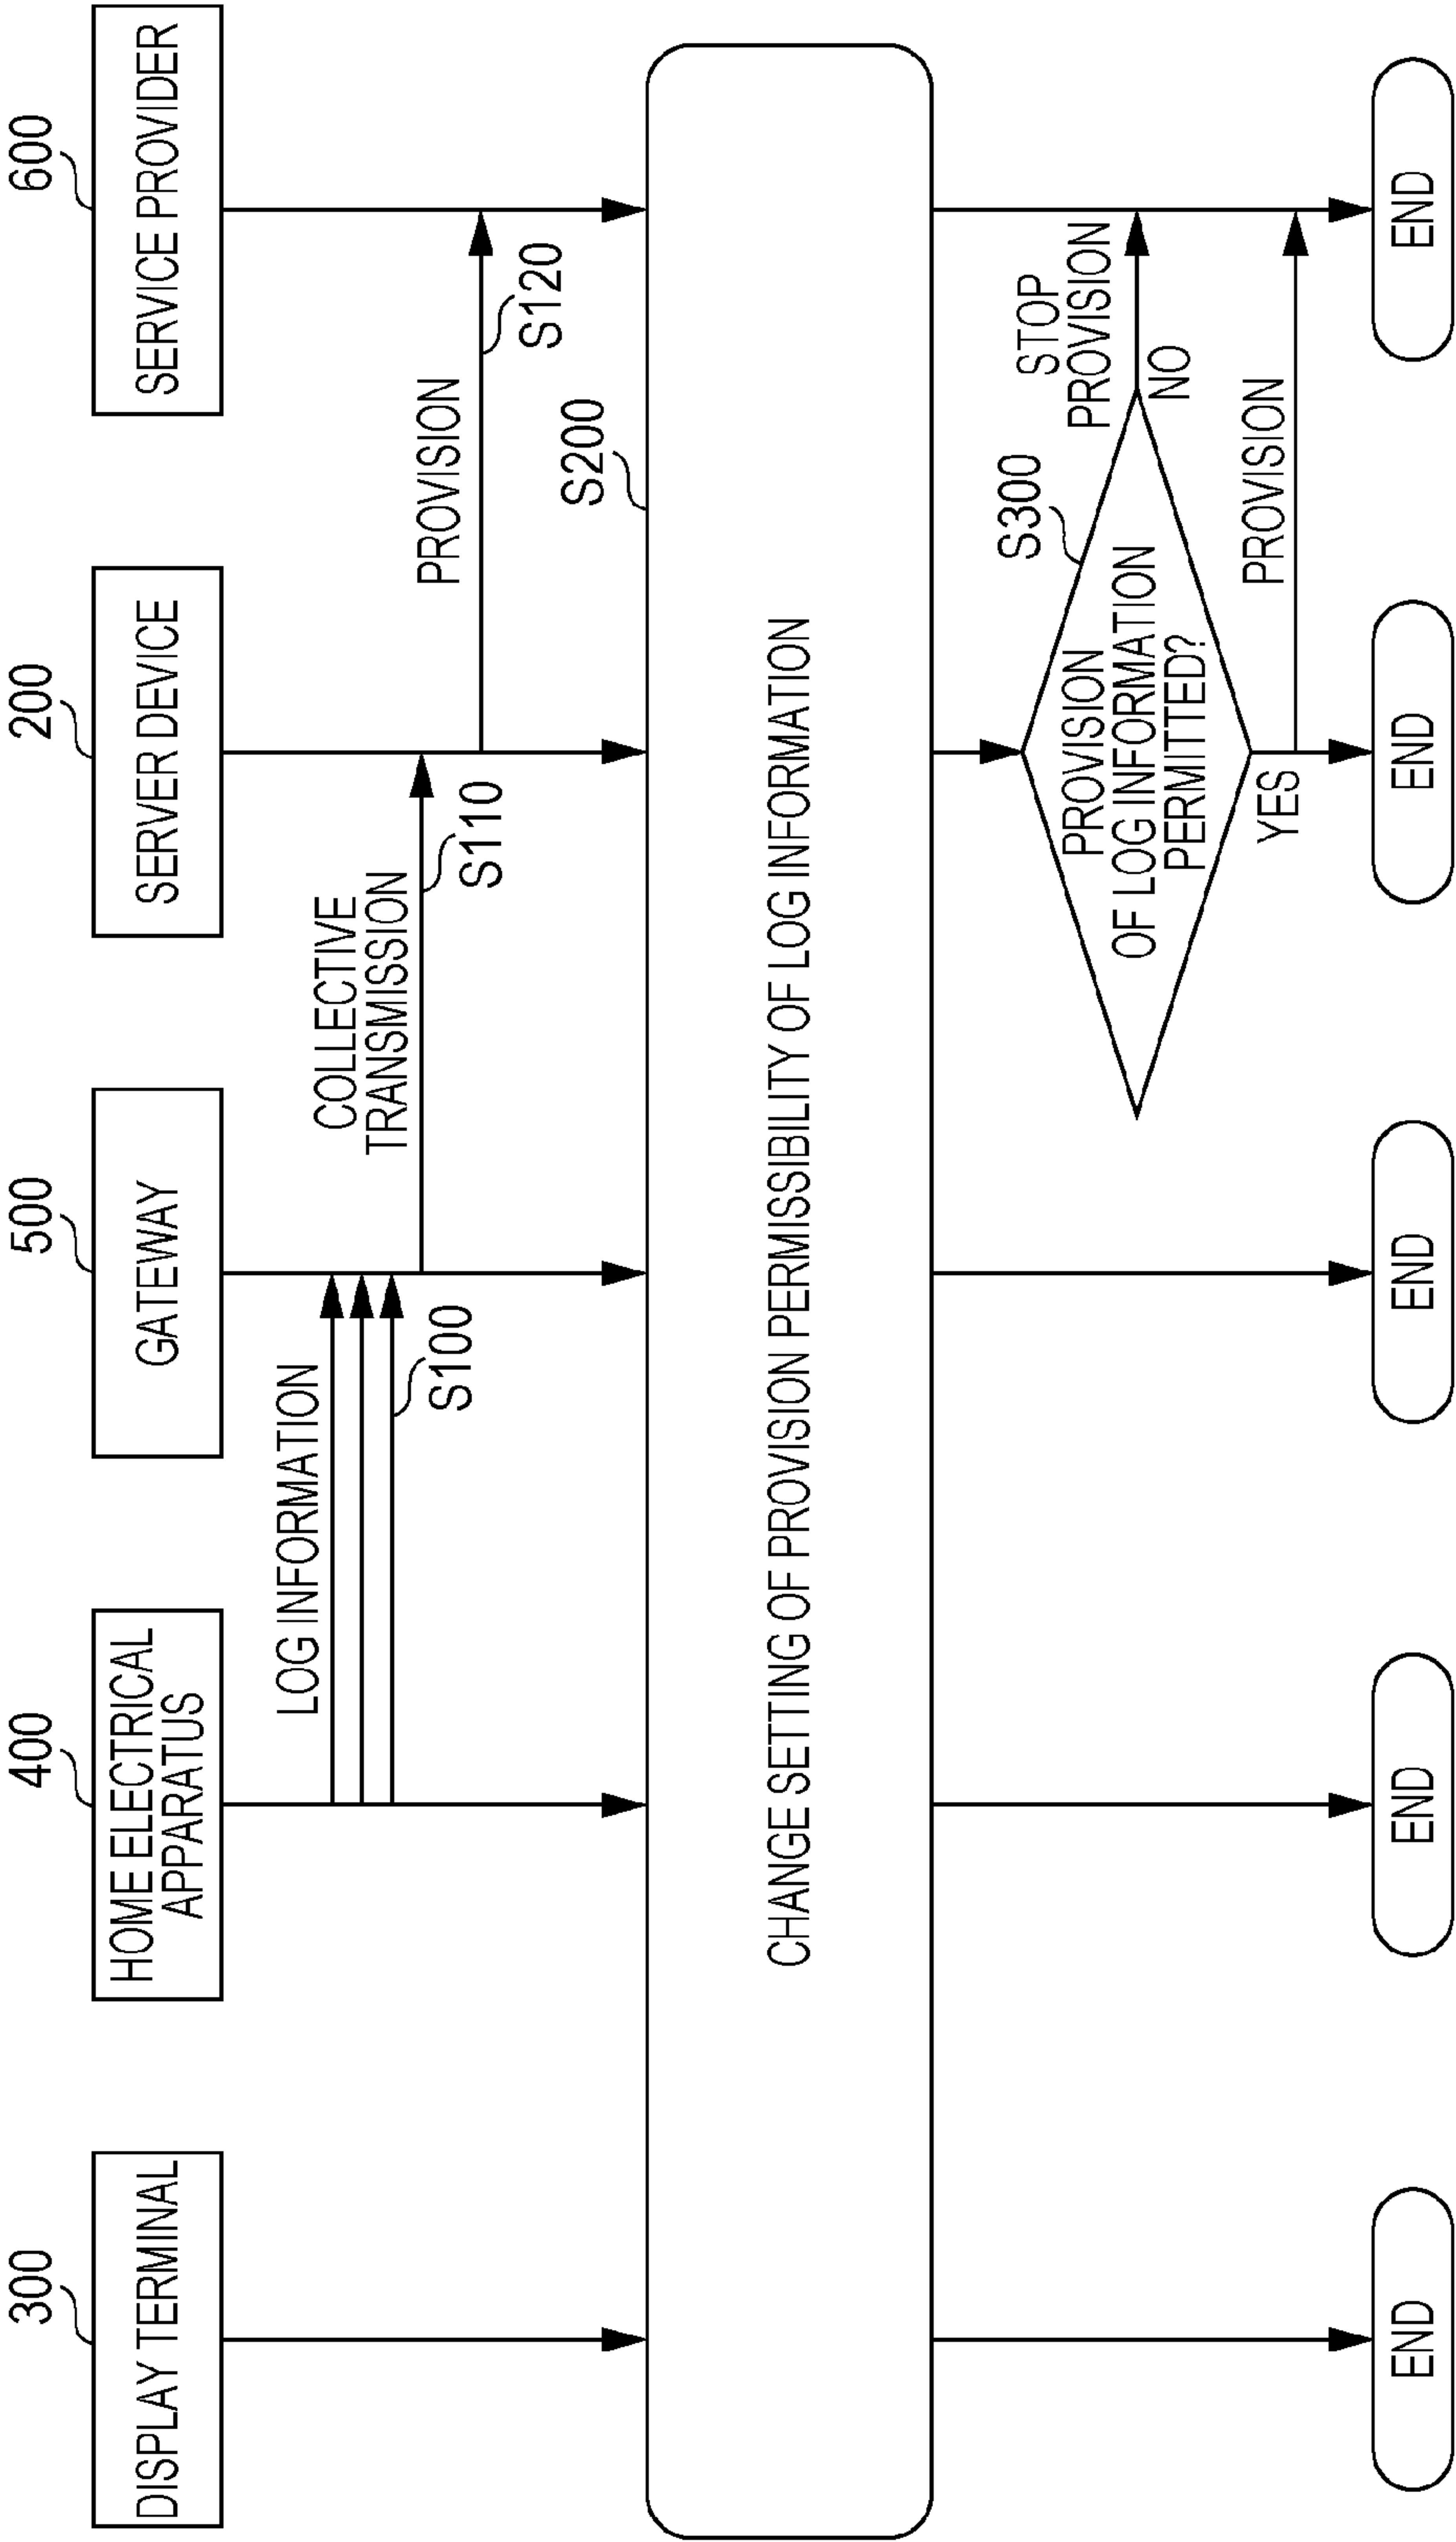 300
400
500
200
600
DISPLAY TERMINAL
HOME ELECTRICAL
APPARATUS
GATEWAY
SERVER DEVICE
SERVICE PROVIDER
LOG INFORMATION
S100
COLLECTIVE
TRANSMISSION
S110
PROVISION
S120
S200
CHANGE SETTING OF PROVISION PERMISSIBILITY OF LOG INFORMATION
S300
PROVISION
OF LOG INFORMATION
PERMITTED?
STOP
PROVISION
NO
YES
PROVISION
END
END
END
END
END